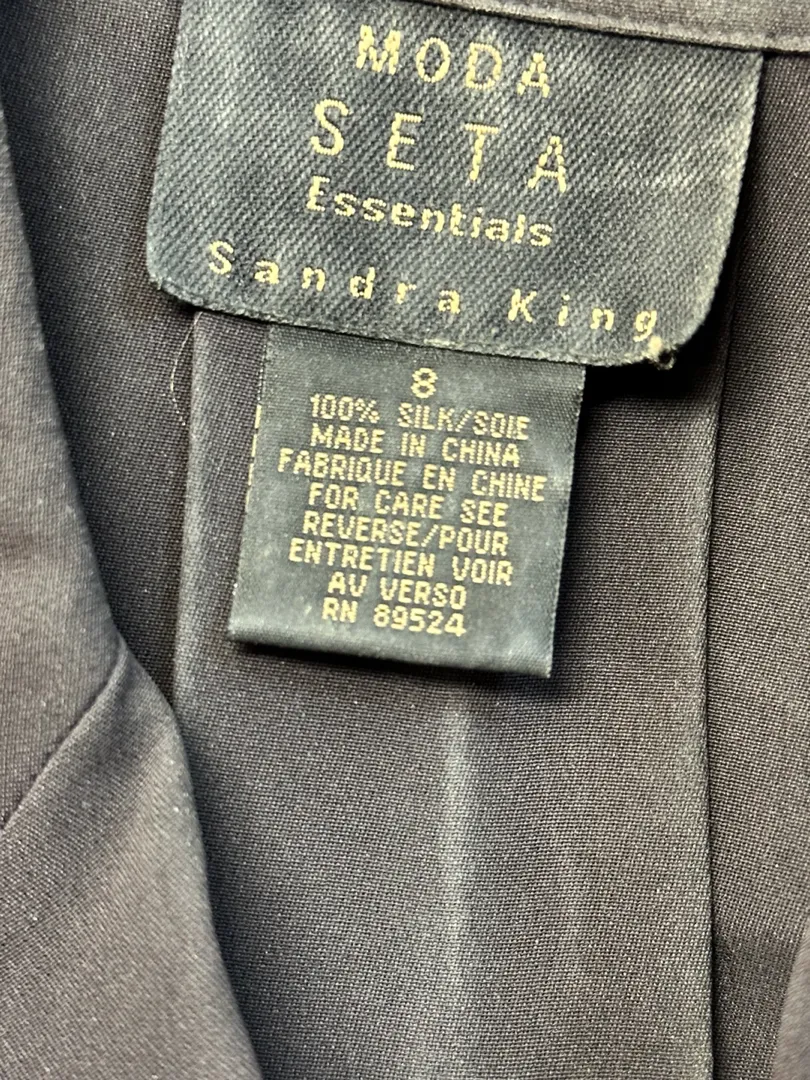 MODA
SETA
Essentials
Sandra King
8
100% SILK/SOIE
MADE IN CHINA
FABRIQUE EN CHINE
FOR CARE SEE
REVERSE/POUR
ENTRETIEN VOIR
AU VERSO
RN 89524